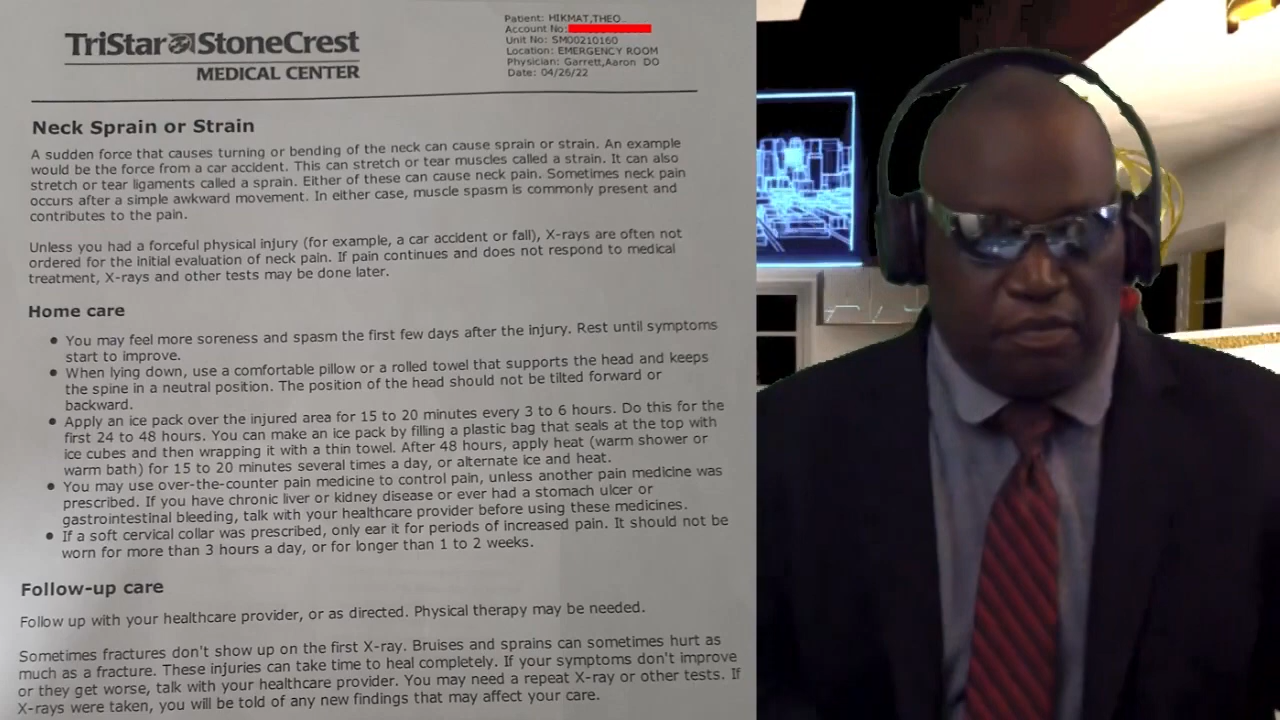 TriStar StoneCrest
MEDICAL CENTER
Patient: HIKMAT,THEO
Account No:
Unit No: SM00210160
Location: EMERGENCY ROOM
Physician: Garrett,Aaron DO
Date: 04/26/22
Neck Sprain or Strain
A sudden force that causes turning or bending of the neck can cause sprain or strain. An example
would be the force from a car accident. This can stretch or tear muscles called a strain. It can also
stretch or tear ligaments called a sprain. Either of these can cause neck pain. Sometimes neck pain
occurs after a simple awkward movement. In either case, muscle spasm is commonly present and
contributes to the pain.
Unless you had a forceful physical injury (for example, a car accident or fall), X-rays are often not
ordered for the initial evaluation of neck pain. If pain continues and does not respond to medical
treatment, X-rays and other tests may be done later.
Home care
● You may feel more soreness and spasm the first few days after the injury. Rest until symptoms
start to improve.
● When lying down, use a comfortable pillow or a rolled towel that supports the head and keeps
the spine in a neutral position. The position of the head should not be tilted forward or
backward.
● Apply an ice pack over the injured area for 15 to 20 minutes every 3 to 6 hours. Do this for the
first 24 to 48 hours. You can make an ice pack by filling a plastic bag that seals at the top with
ice cubes and then wrapping it with a thin towel. After 48 hours, apply heat (warm shower or
warm bath) for 15 to 20 minutes several times a day, or alternate ice and heat.
● You may use over-the-counter pain medicine to control pain, unless another pain medicine was
prescribed. If you have chronic liver or kidney disease or ever had a stomach ulcer or
gastrointestinal bleeding, talk with your healthcare provider before using these medicines.
● If a soft cervical collar was prescribed, only ear it for periods of increased pain. It should not be
worn for more than 3 hours a day, or for longer than 1 to 2 weeks.
Follow-up care
Follow up with your healthcare provider, or as directed. Physical therapy may be needed.
Sometimes fractures don't show up on the first X-ray. Bruises and sprains can sometimes hurt as
much as a fracture. These injuries can take time to heal completely. If your symptoms don't improve
or they get worse, talk with your healthcare provider. You may need a repeat X-ray or other tests. If
X-rays were taken, you will be told of any new findings that may affect your care.